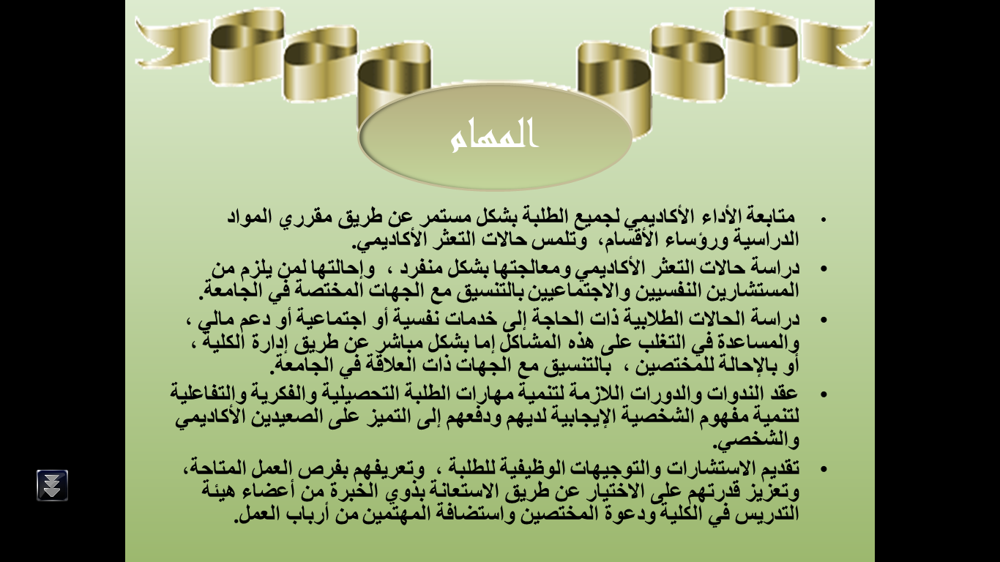 المهام
• متابعة الأداء الأكاديمي لجميع الطلبة بشكل مستمر عن طريق مقرري المواد
الدراسية ورؤساء الأقسام، وتلمس حالات التعثر الأكاديمي.
• دراسة حالات التعثر الأكاديمي ومعالجتها بشكل منفرد ، وإحالتها لمن يلزم من
المستشارين النفسيين والاجتماعيين بالتنسيق مع الجهات المختصة في الجامعة.
• دراسة الحالات الطلابية ذات الحاجة إلى خدمات نفسية أو اجتماعية أو دعم مالي ،
والمساعدة في التغلب على هذه المشاكل إما بشكل مباشر عن طريق إدارة الكلية ،
أو بالإحالة للمختصين ، بالتنسيق مع الجهات ذات العلاقة في الجامعة.
• عقد الندوات والدورات اللازمة لتنمية مهارات الطلبة التحصيلية والفكرية والتفاعلية
لتنمية مفهوم الشخصية الإيجابية لديهم ودفعهم إلى التميز على الصعيدين الأكاديمي
والشخصي.
• تقديم الاستشارات والتوجيهات الوظيفية للطلبة ، وتعريفهم بفرص العمل المتاحة،
وتعزيز قدرتهم على الاختيار عن طريق الاستعانة بذوي الخبرة من أعضاء هيئة
التدريس في الكلية ودعوة المختصين واستضافة المهتمين من أرباب العمل.